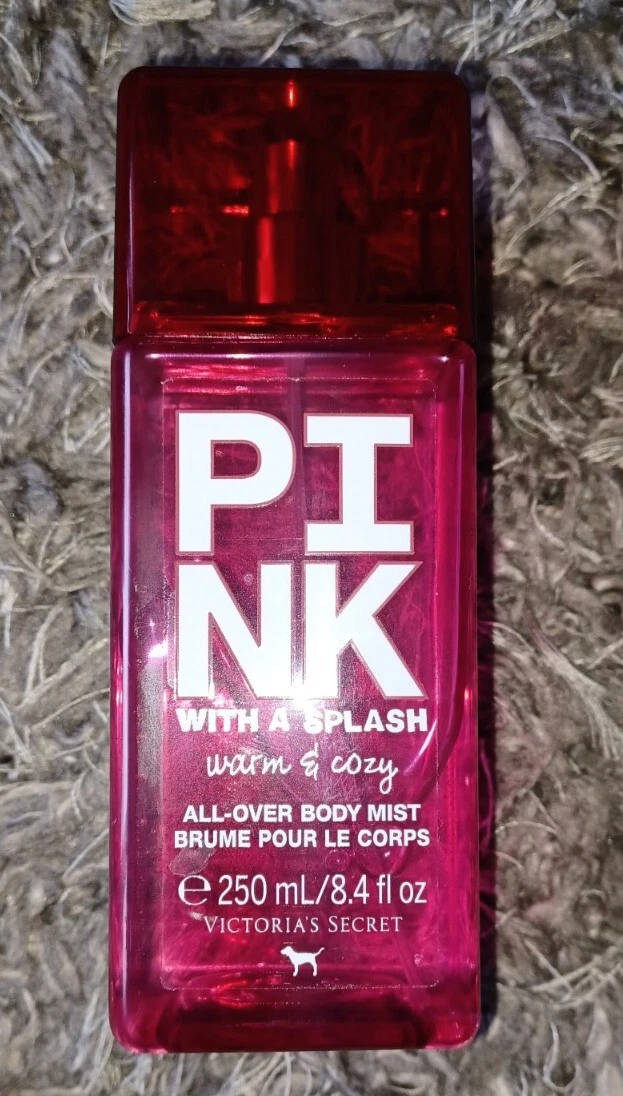 PI
NK
WITH A SPLASH
warm & cozy
ALL-OVER BODY MIST
BRUME POUR LE CORPS
℮ 250 mL/8.4 fl oz
VICTORIA'S SECRET